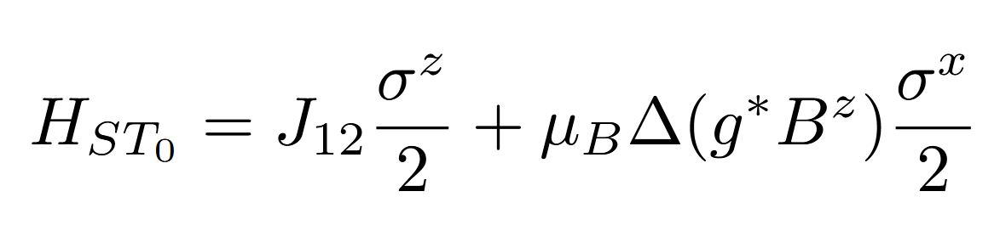 $H_{ST_0} = J_{12}\frac{\sigma^z}{2} + \mu_B \Delta(g^* B^z)\frac{\sigma^x}{2}$